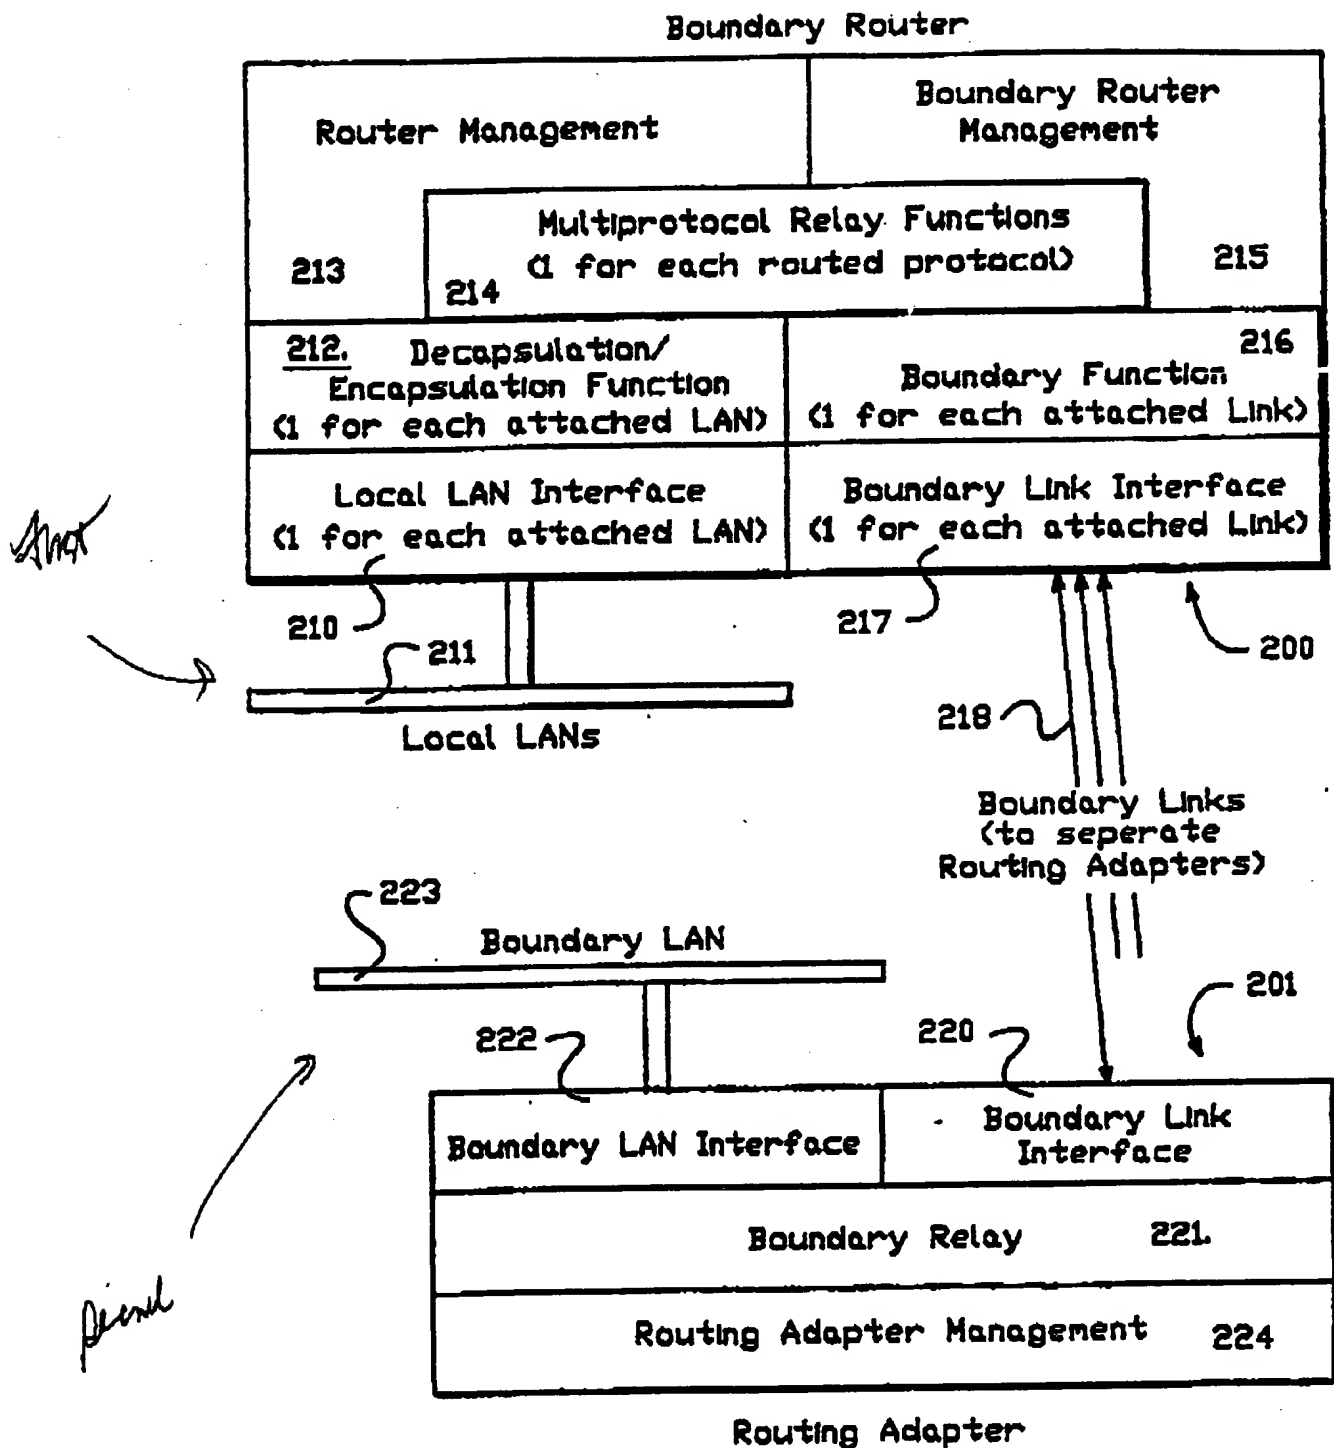 Boundary Router
Router Management
Boundary Router
Management
Multiprotocol Relay Functions
(1 for each routed protocol)
213
214
215
212. Decapsulation/
Encapsulation Function
(1 for each attached LAN)
216
Boundary Function
(1 for each attached Link)
Local LAN Interface
(1 for each attached LAN)
Boundary Link Interface
(1 for each attached Link)
210
211
217
200
Local LANs
218
Boundary Links
(to seperate
Routing Adapters)
223
Boundary LAN
201
222
220
Boundary LAN Interface
Boundary Link
Interface
Boundary Relay 221.
Routing Adapter Management 224
Routing Adapter